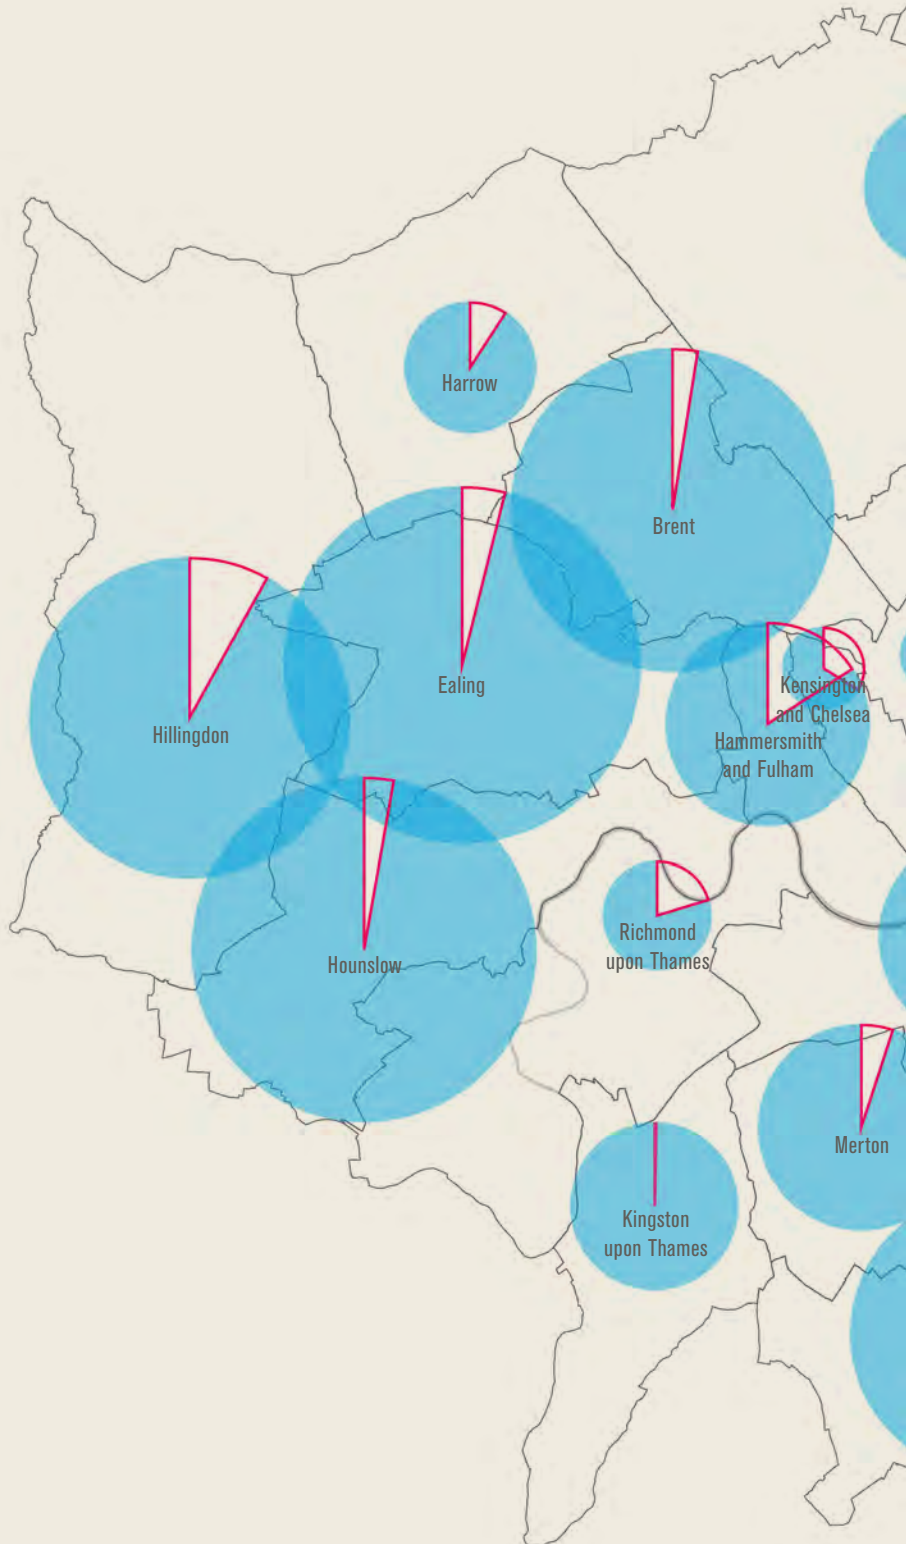 Harrow
Brent
Ealing
Kensington
and Chelsea
Hillingdon
Hammersmith
and Fulham
Richmond
upon Thames
Hounslow
Merton
Kingston
upon Thames